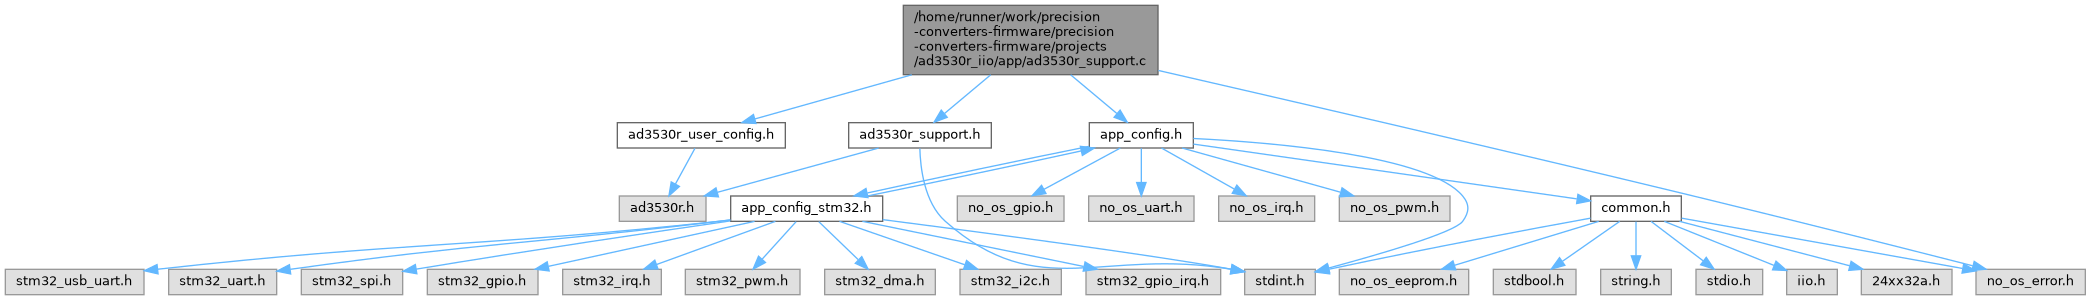 /home/runner/work/precision
-converters-firmware/precision
-converters-firmware/projects
/ad3530r_iio/app/ad3530r_support.c
ad3530r_user_config.h
ad3530r_support.h
app_config.h
ad3530r.h
app_config_stm32.h
no_os_gpio.h
no_os_uart.h
no_os_irq.h
no_os_pwm.h
common.h
stm32_usb_uart.h
stm32_uart.h
stm32_spi.h
stm32_gpio.h
stm32_irq.h
stm32_pwm.h
stm32_dma.h
stm32_i2c.h
stm32_gpio_irq.h
stdint.h
no_os_eeprom.h
stdbool.h
string.h
stdio.h
iio.h
24xx32a.h
no_os_error.h